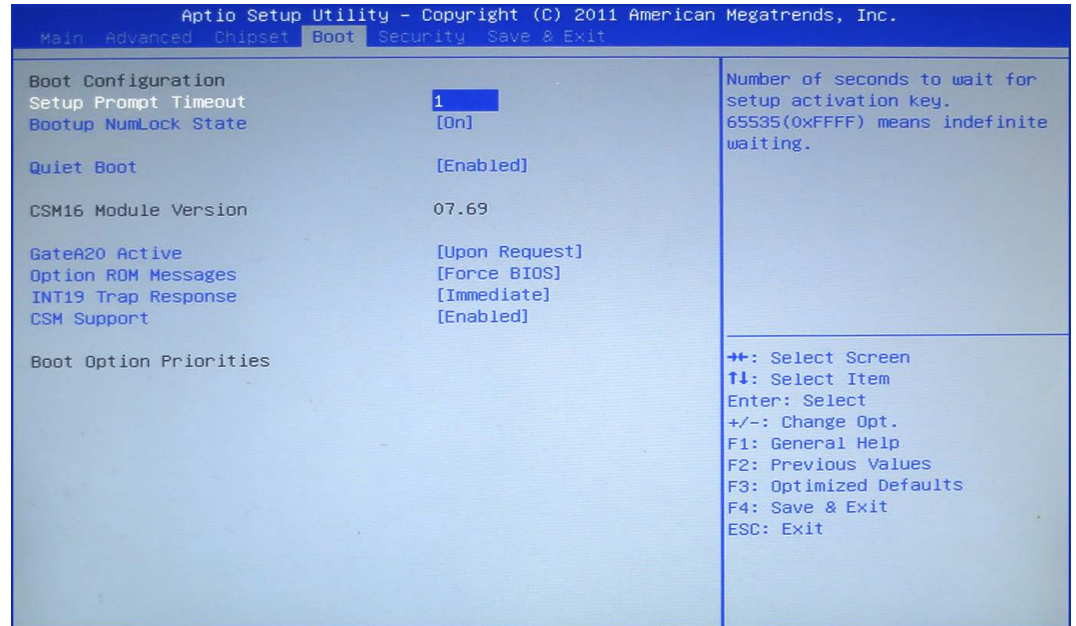 Aptio Setup Utility – Copyright (C) 2011 American Megatrends, Inc.
Main Advanced Chipset Boot Security Save & Exit
Boot Configuration
Setup Prompt Timeout 1
Bootup NumLock State [On]
Quiet Boot [Enabled]
CSM16 Module Version 07.69
GateA20 Active [Upon Request]
Option ROM Messages [Force BIOS]
INT19 Trap Response [Immediate]
CSM Support [Enabled]
Boot Option Priorities
Number of seconds to wait for
setup activation key.
65535(0xFFFF) means indefinite
waiting.
→←: Select Screen
↑↓: Select Item
Enter: Select
+/-: Change Opt.
F1: General Help
F2: Previous Values
F3: Optimized Defaults
F4: Save & Exit
ESC: Exit